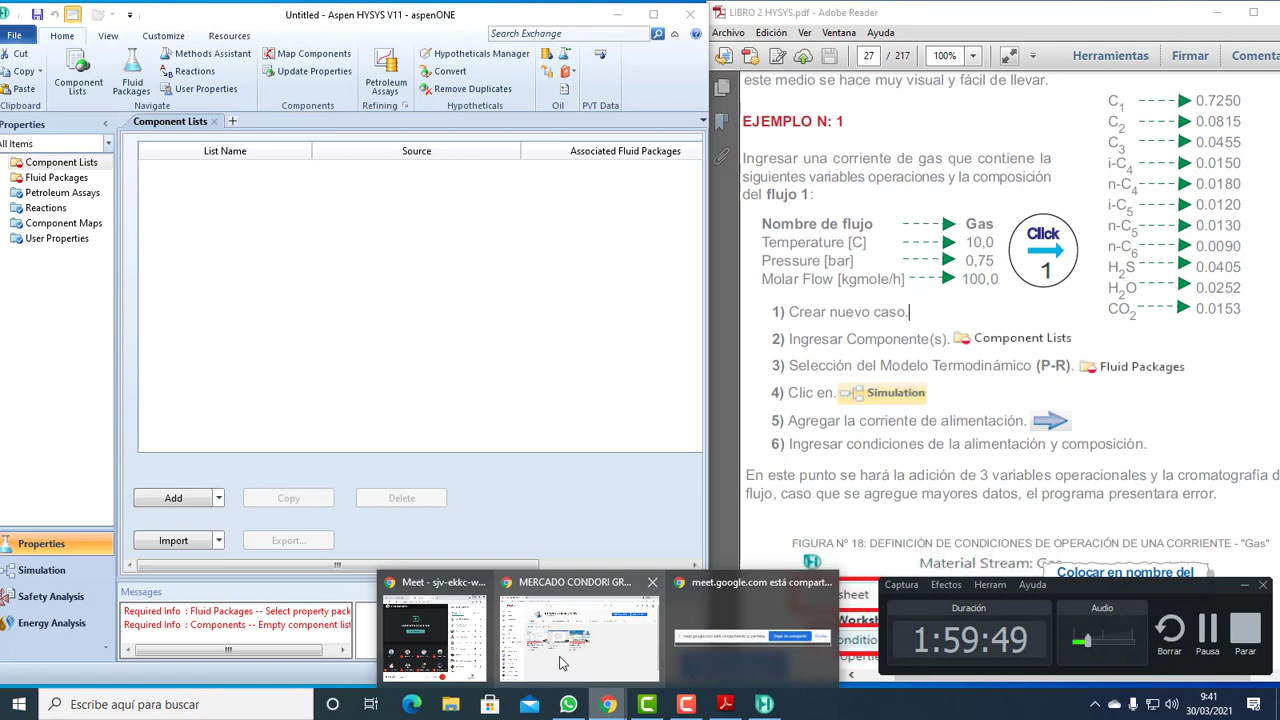 Untitled - Aspen HYSYS V11 - aspenONE
File Home View Customize Resources
Search Exchange
Cut
Copy
Paste
Clipboard
Component Lists
Fluid Packages
Methods Assistant
Reactions
User Properties
Navigate
Map Components
Update Properties
Components
Petroleum Assays
Refining
Hypotheticals Manager
Convert
Remove Duplicates
Hypotheticals
Oil
PVT Data
Properties
All Items
Component Lists
Fluid Packages
Petroleum Assays
Reactions
Component Maps
User Properties
Component Lists
List Name Source Associated Fluid Packages
Add Copy Delete
Import Export...
Properties
Simulation
Safety Analysis
Energy Analysis
Messages
Required Info : Fluid Packages -- Select property pack
Required Info : Components -- Empty component list
LIBRO 2 HYSYS.pdf - Adobe Reader
Archivo Edición Ver Ventana Ayuda
27 / 217 100% Herramientas Firmar Comenta
este medio se hace muy visual y fácil de llevar.
EJEMPLO N: 1
Ingresar una corriente de gas que contiene la
siguientes variables operaciones y la composición
del flujo 1:
Nombre de flujo Gas
Temperature [C] 10,0
Pressure [bar] 0,75
Molar Flow [kgmole/h] 100,0
Click
1
C1 0.7250
C2 0.0815
C3 0.0455
i-C4 0.0150
n-C4 0.0180
i-C5 0.0120
n-C5 0.0130
n-C6 0.0090
H2S 0.0405
H2O 0.0252
CO2 0.0153
1) Crear nuevo caso.
2) Ingresar Componente(s). Component Lists
3) Selección del Modelo Termodinámico (P-R). Fluid Packages
4) Clic en. Simulation
5) Agregar la corriente de alimentación.
6) Ingresar condiciones de la alimentación y composición.
En este punto se hará la adición de 3 variables operacionales y la cromatografía d
flujo, caso que se agregue mayores datos, el programa presentara error.
FIGURA Nº 18: DEFINICIÓN DE CONDICIONES DE OPERACIÓN DE UNA CORRIENTE - "Gas"
Material Stream: Ga
Colocar en nombre del
Meet - sjv-ekkc-w...
MERCADO CONDORI GR...
meet.google.com está compart...
Captura Efectos Herram Ayuda
Duración
1:59:49
Audio
Borrar Pausa Parar
Escribe aquí para buscar
9:41
30/03/2021